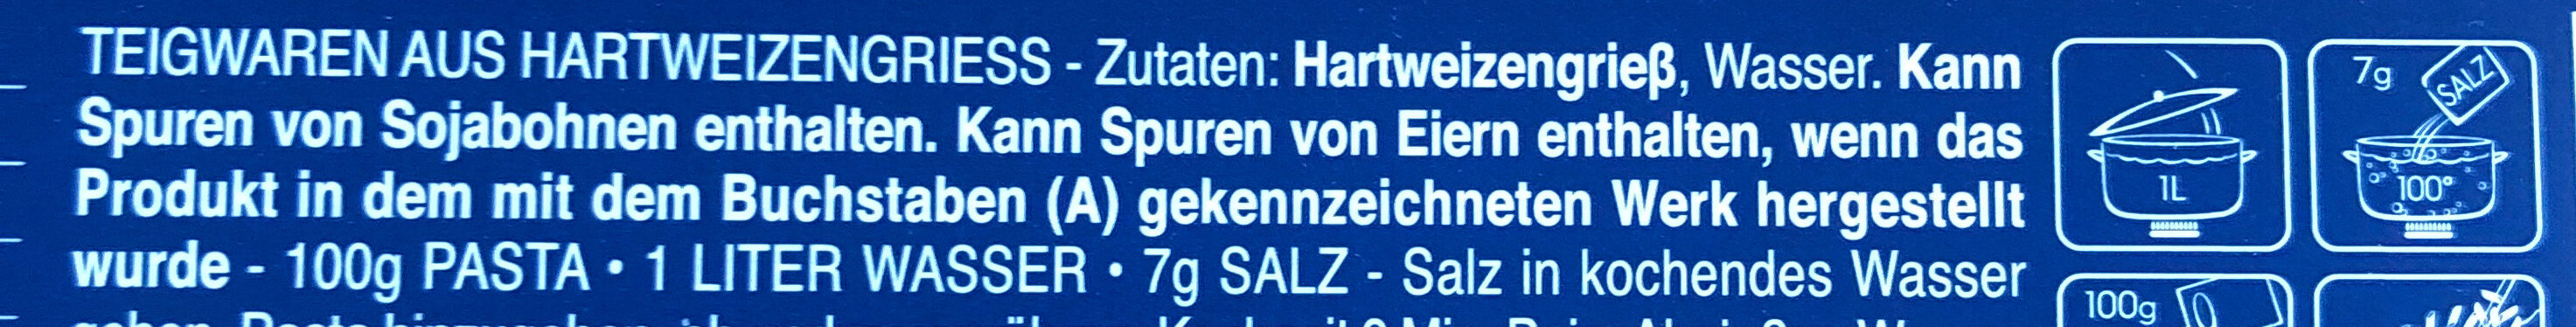 TEIGWAREN AUS HARTWEIZENGRIESS - Zutaten: Hartweizengrieß, Wasser. Kann
Spuren von Sojabohnen enthalten. Kann Spuren von Eiern enthalten, wenn das
Produkt in dem mit dem Buchstaben (A) gekennzeichneten Werk hergestellt
wurde - 100g PASTA • 1 LITER WASSER • 7g SALZ - Salz in kochendes Wasser
1L
7g
SALZ
100°
100g